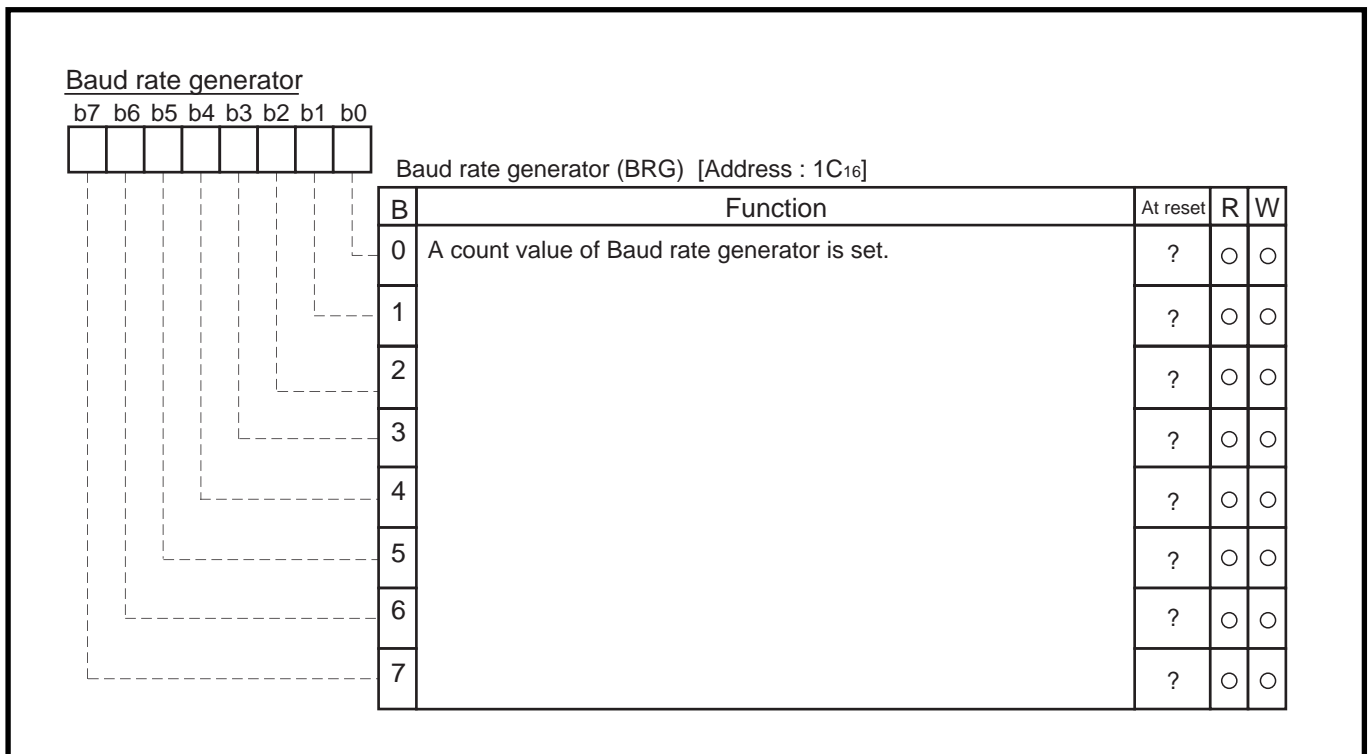 Baud rate generator
b7 b6 b5 b4 b3 b2 b1 b0
Baud rate generator (BRG) [Address : 1C₁₆]
B Function At reset R W
0 A count value of Baud rate generator is set. ? ○ ○
1 ? ○ ○
2 ? ○ ○
3 ? ○ ○
4 ? ○ ○
5 ? ○ ○
6 ? ○ ○
7 ? ○ ○